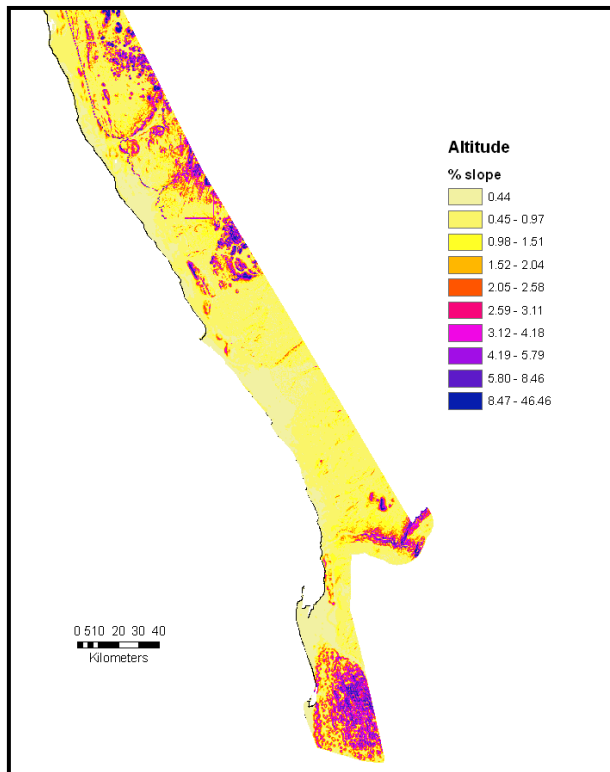 Altitude
% slope
0.44
0.45 - 0.97
0.98 - 1.51
1.52 - 2.04
2.05 - 2.58
2.59 - 3.11
3.12 - 4.18
4.19 - 5.79
5.80 - 8.46
8.47 - 46.46
0 510 20 30 40
Kilometers